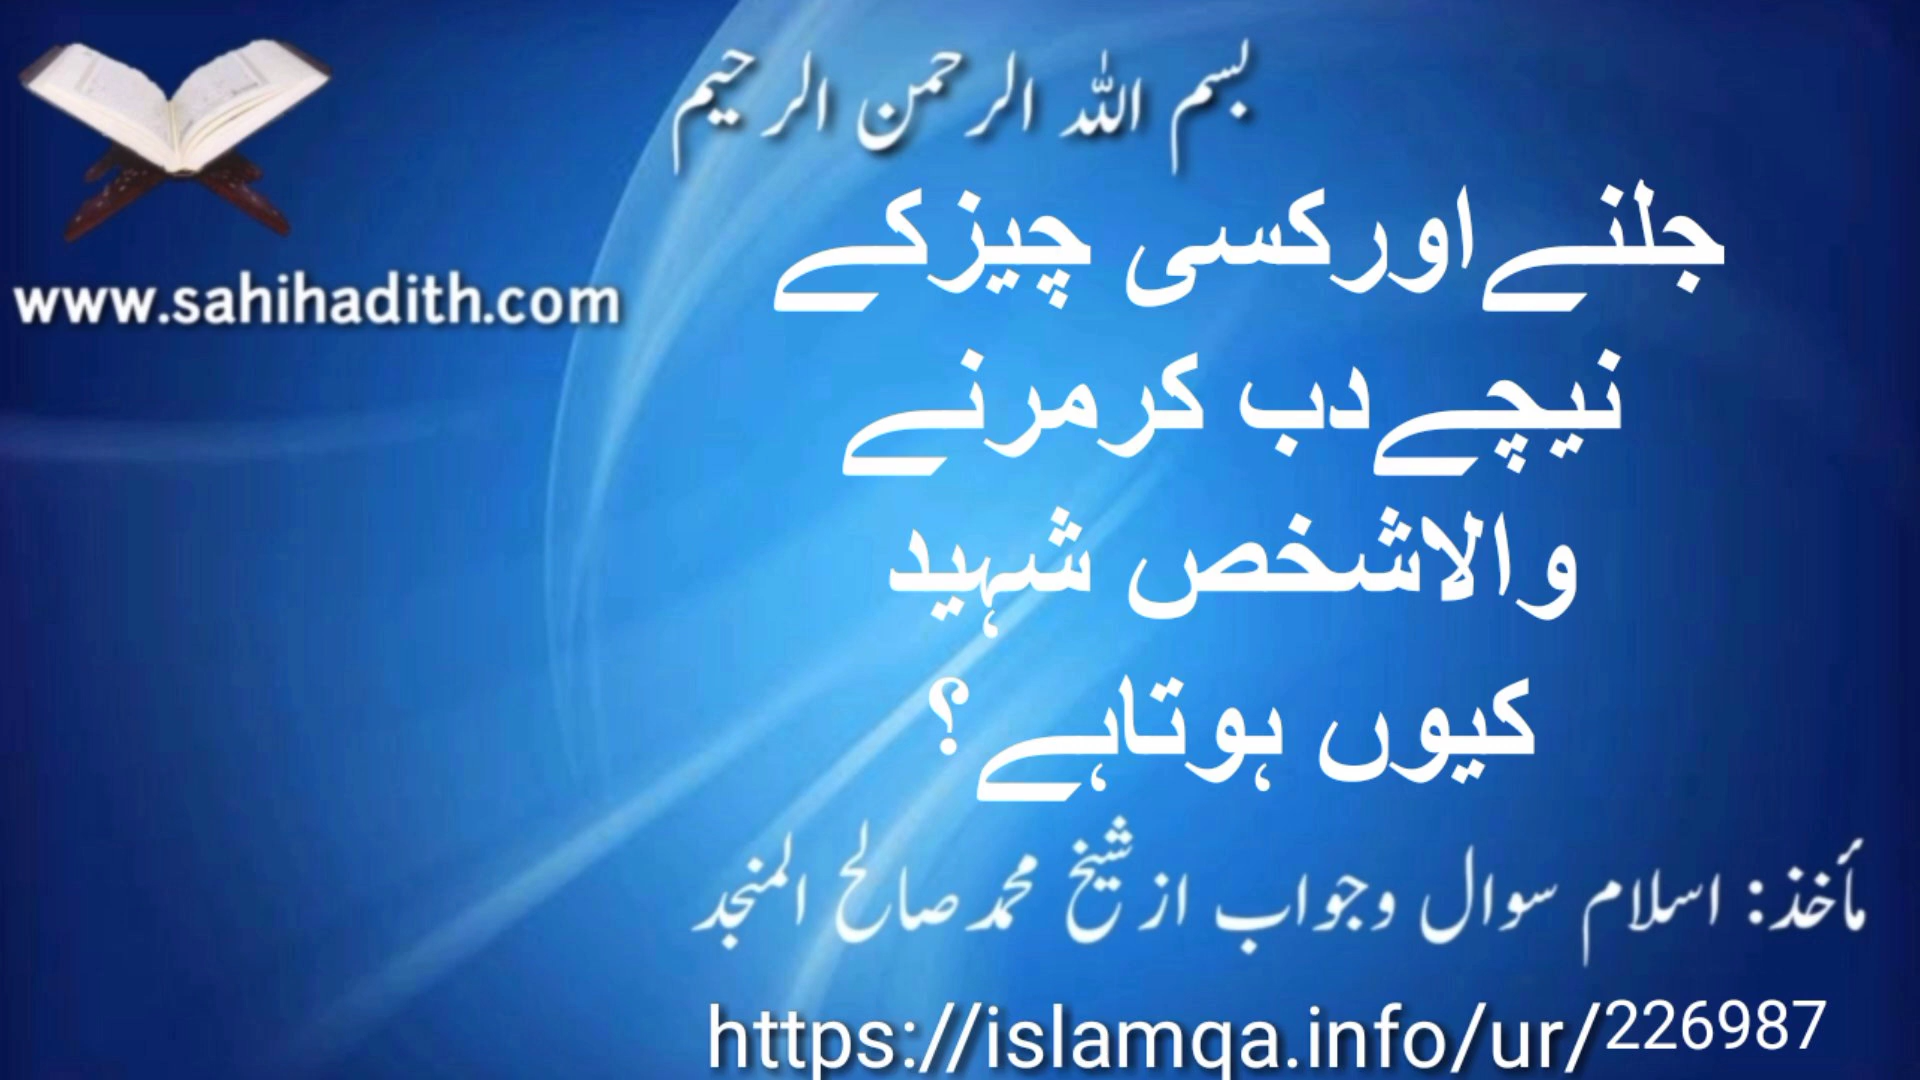 بسم اللہ الرحمن الرحیم
www.sahihadith.com
جلنے اور کسی چیز کے
نیچے دب کر مرنے
والا شخص شہید
کیوں ہوتا ہے؟
مأخذ: اسلام سوال وجواب از شیخ محمد صالح المنجد
https://islamqa.info/ur/226987